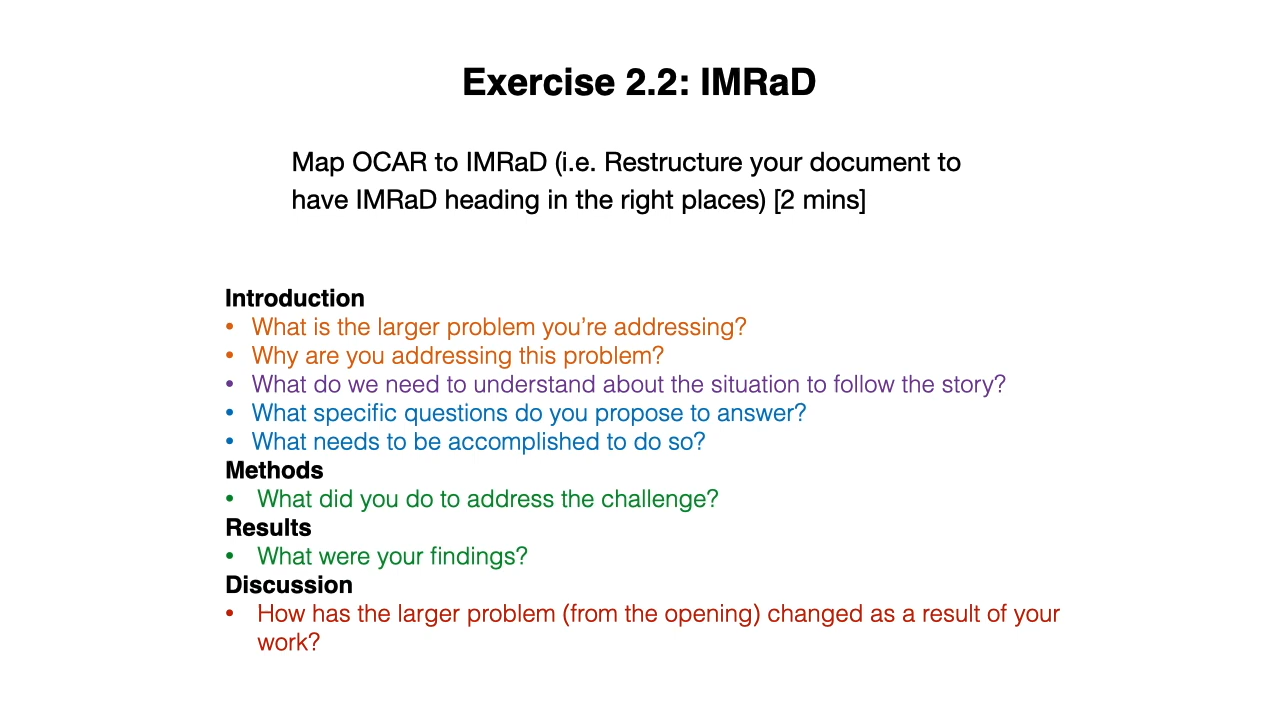 Exercise 2.2: IMRaD
Map OCAR to IMRaD (i.e. Restructure your document to
have IMRaD heading in the right places) [2 mins]
Introduction
• What is the larger problem you’re addressing?
• Why are you addressing this problem?
• What do we need to understand about the situation to follow the story?
• What specific questions do you propose to answer?
• What needs to be accomplished to do so?
Methods
• What did you do to address the challenge?
Results
• What were your findings?
Discussion
• How has the larger problem (from the opening) changed as a result of your
work?